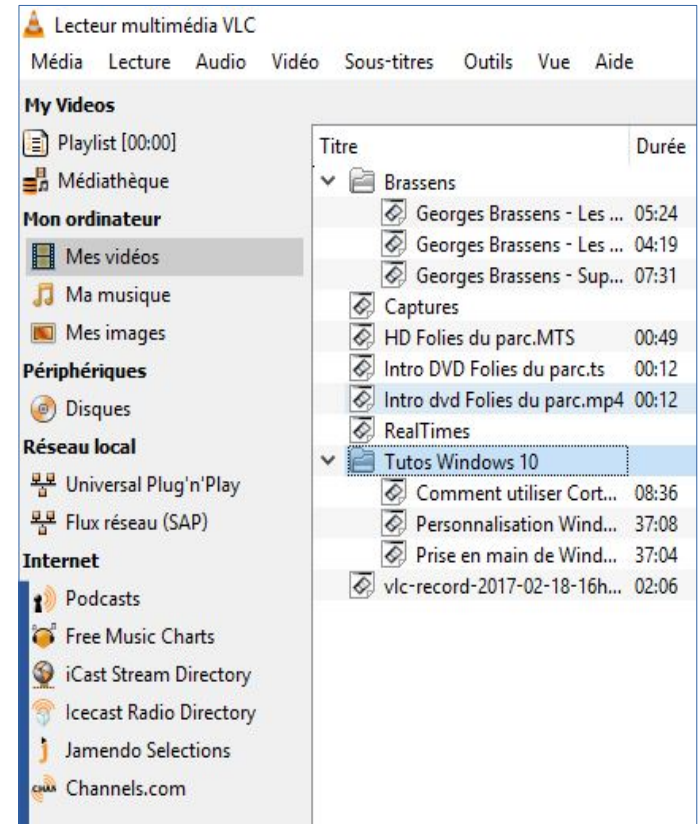 Lecteur multimédia VLC
Média Lecture Audio Vidéo Sous-titres Outils Vue Aide
My Videos
Playlist [00:00]
Médiathèque
Mon ordinateur
Mes vidéos
Ma musique
Mes images
Périphériques
Disques
Réseau local
Universal Plug'n'Play
Flux réseau (SAP)
Internet
Podcasts
Free Music Charts
iCast Stream Directory
Icecast Radio Directory
Jamendo Selections
Channels.com
Titre Durée
Brassens
Georges Brassens - Les ... 05:24
Georges Brassens - Les ... 04:19
Georges Brassens - Sup... 07:31
Captures
HD Folies du parc.MTS 00:49
Intro DVD Folies du parc.ts 00:12
Intro dvd Folies du parc.mp4 00:12
RealTimes
Tutos Windows 10
Comment utiliser Cort... 08:36
Personnalisation Wind... 37:08
Prise en main de Wind... 37:04
vlc-record-2017-02-18-16h... 02:06